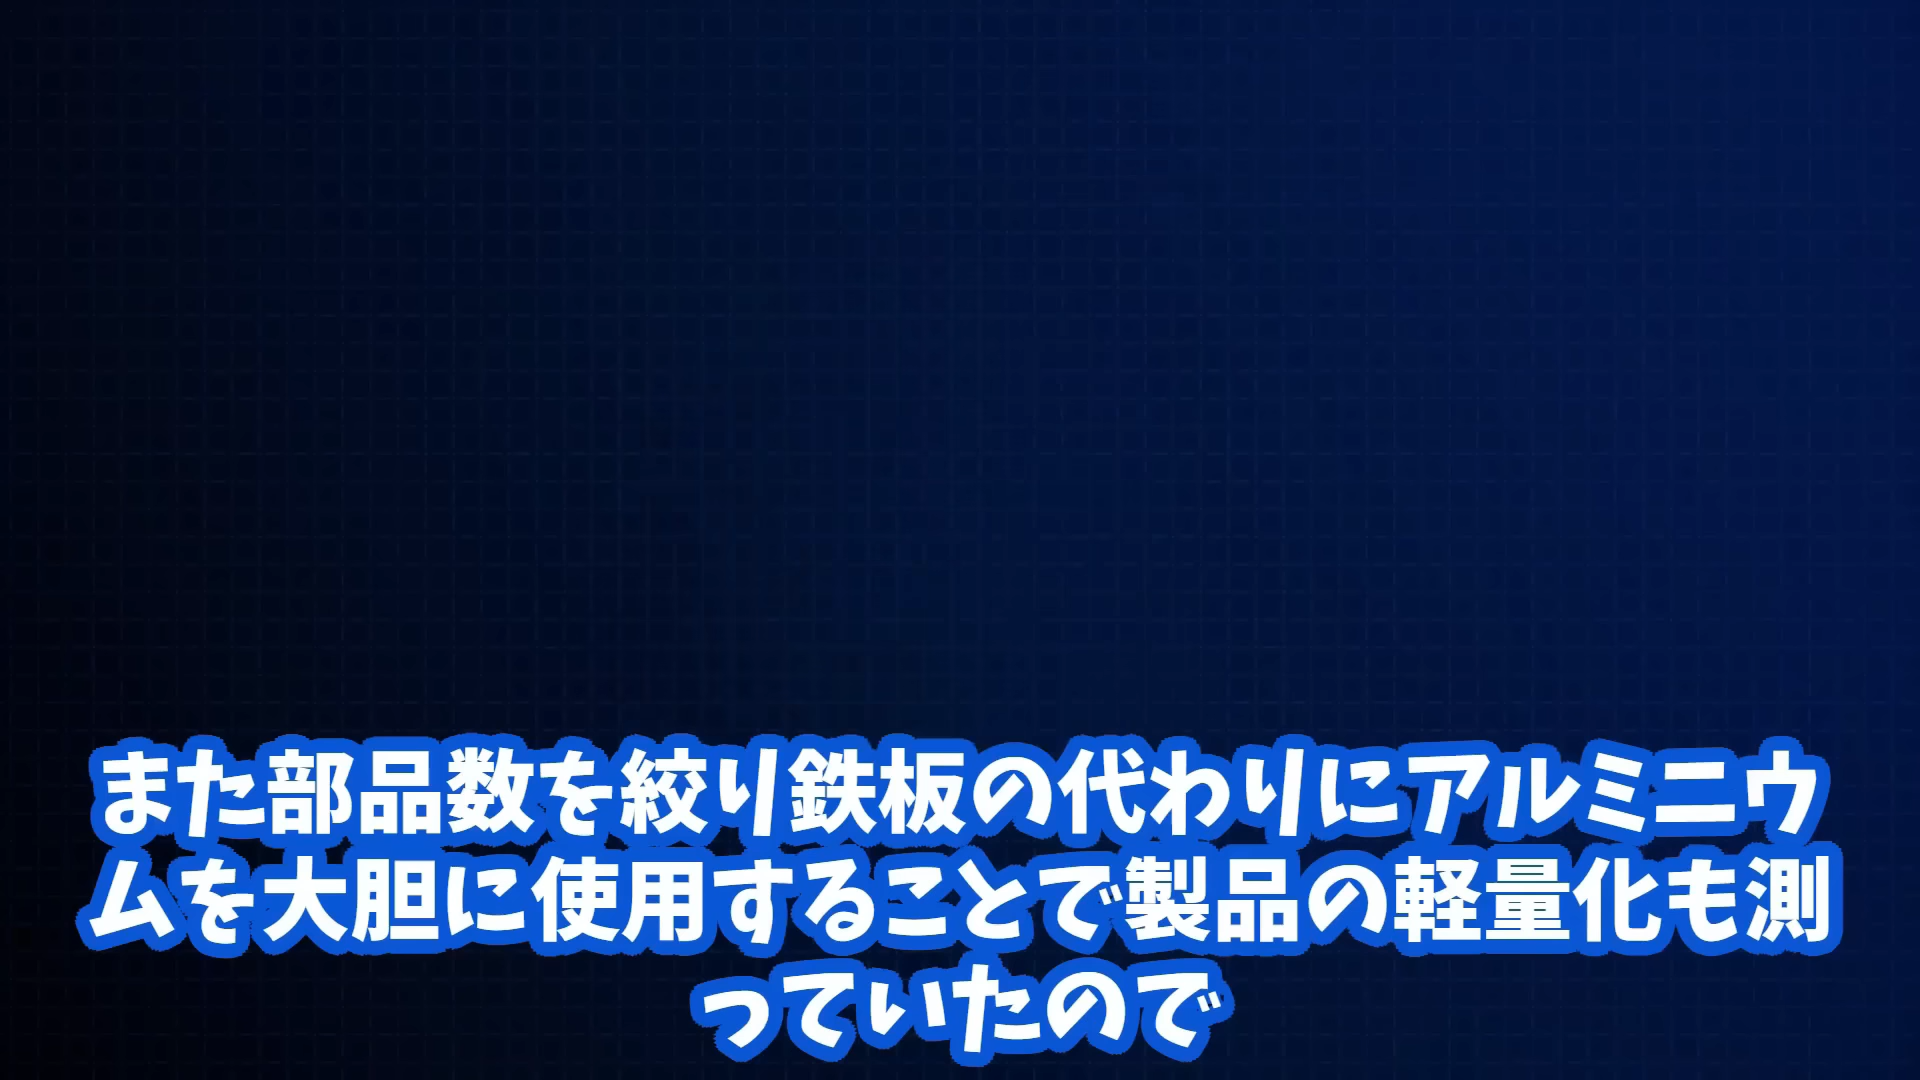 また部品数を絞り鉄板の代わりにアルミニウ
ムを大胆に使用することで製品の軽量化も測
っていたので